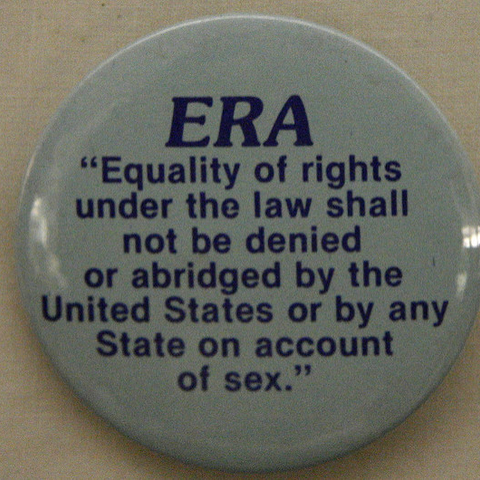 ERA
“Equality of rights
under the law shall
not be denied
or abridged by the
United States or by any
State on account
of sex.”